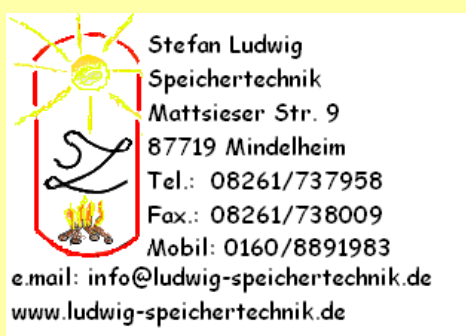 Stefan Ludwig
Speichertechnik
Mattsieser Str. 9
87719 Mindelheim
Tel.: 08261/737958
Fax.: 08261/738009
Mobil: 0160/8891983
e.mail: info@ludwig-speichertechnik.de
www.ludwig-speichertechnik.de